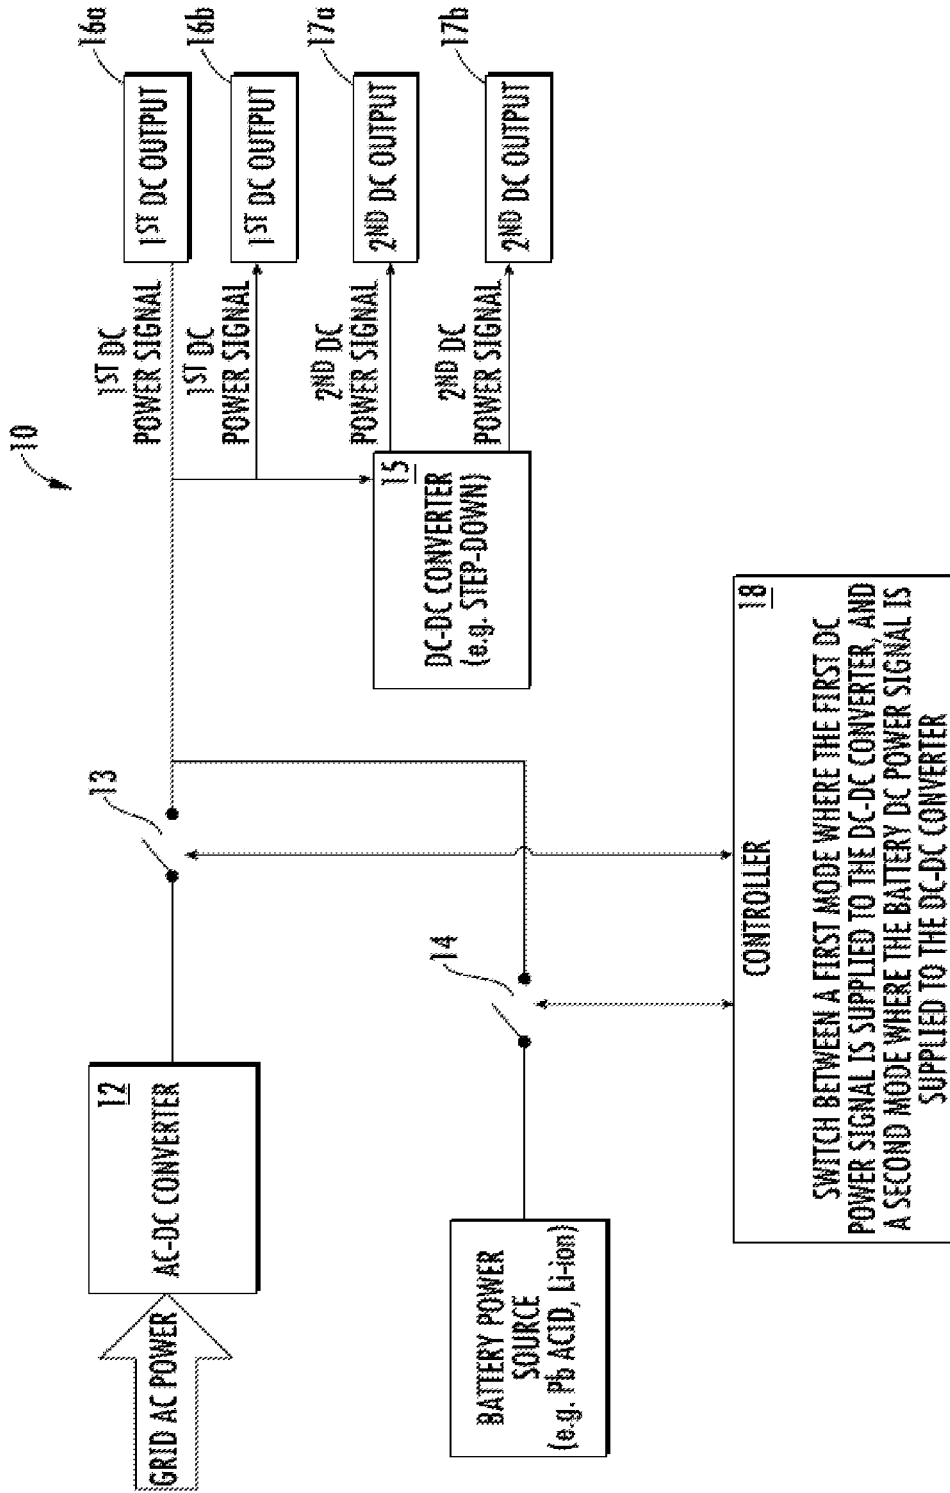 10
GRID AC POWER
12
AC-DC CONVERTER
13
1ST DC
POWER SIGNAL
1ST DC OUTPUT
16a
1ST DC
POWER SIGNAL
1ST DC OUTPUT
16b
2ND DC
POWER SIGNAL
2ND DC OUTPUT
17a
2ND DC
POWER SIGNAL
2ND DC OUTPUT
17b
15
DC-DC CONVERTER
(e.g. STEP-DOWN)
14
BATTERY POWER
SOURCE
(e.g. Pb ACID, Li-ion)
18
CONTROLLER
SWITCH BETWEEN A FIRST MODE WHERE THE FIRST DC
POWER SIGNAL IS SUPPLIED TO THE DC-DC CONVERTER, AND
A SECOND MODE WHERE THE BATTERY DC POWER SIGNAL IS
SUPPLIED TO THE DC-DC CONVERTER